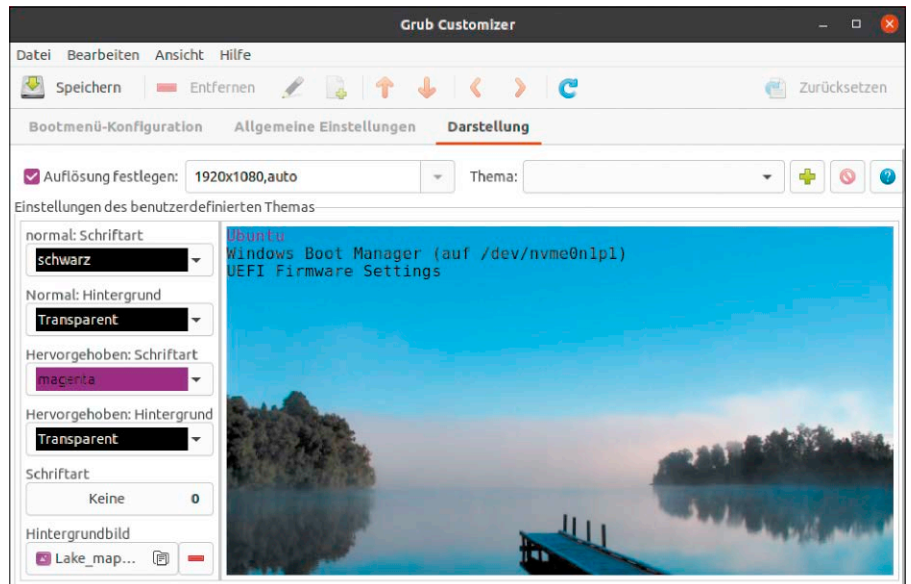 Grub Customizer
Datei Bearbeiten Ansicht Hilfe
Speichern Entfernen Zurücksetzen
Bootmenü-Konfiguration Allgemeine Einstellungen Darstellung
Auflösung festlegen: 1920x1080,auto Thema:
Einstellungen des benutzerdefinierten Themas
normal: Schriftart
schwarz
Normal: Hintergrund
Transparent
Hervorgehoben: Schriftart
magenta
Hervorgehoben: Hintergrund
Transparent
Schriftart
Keine 0
Hintergrundbild
Lake_map...
Ubuntu
Windows Boot Manager (auf /dev/nvme0n1p1)
UEFI Firmware Settings